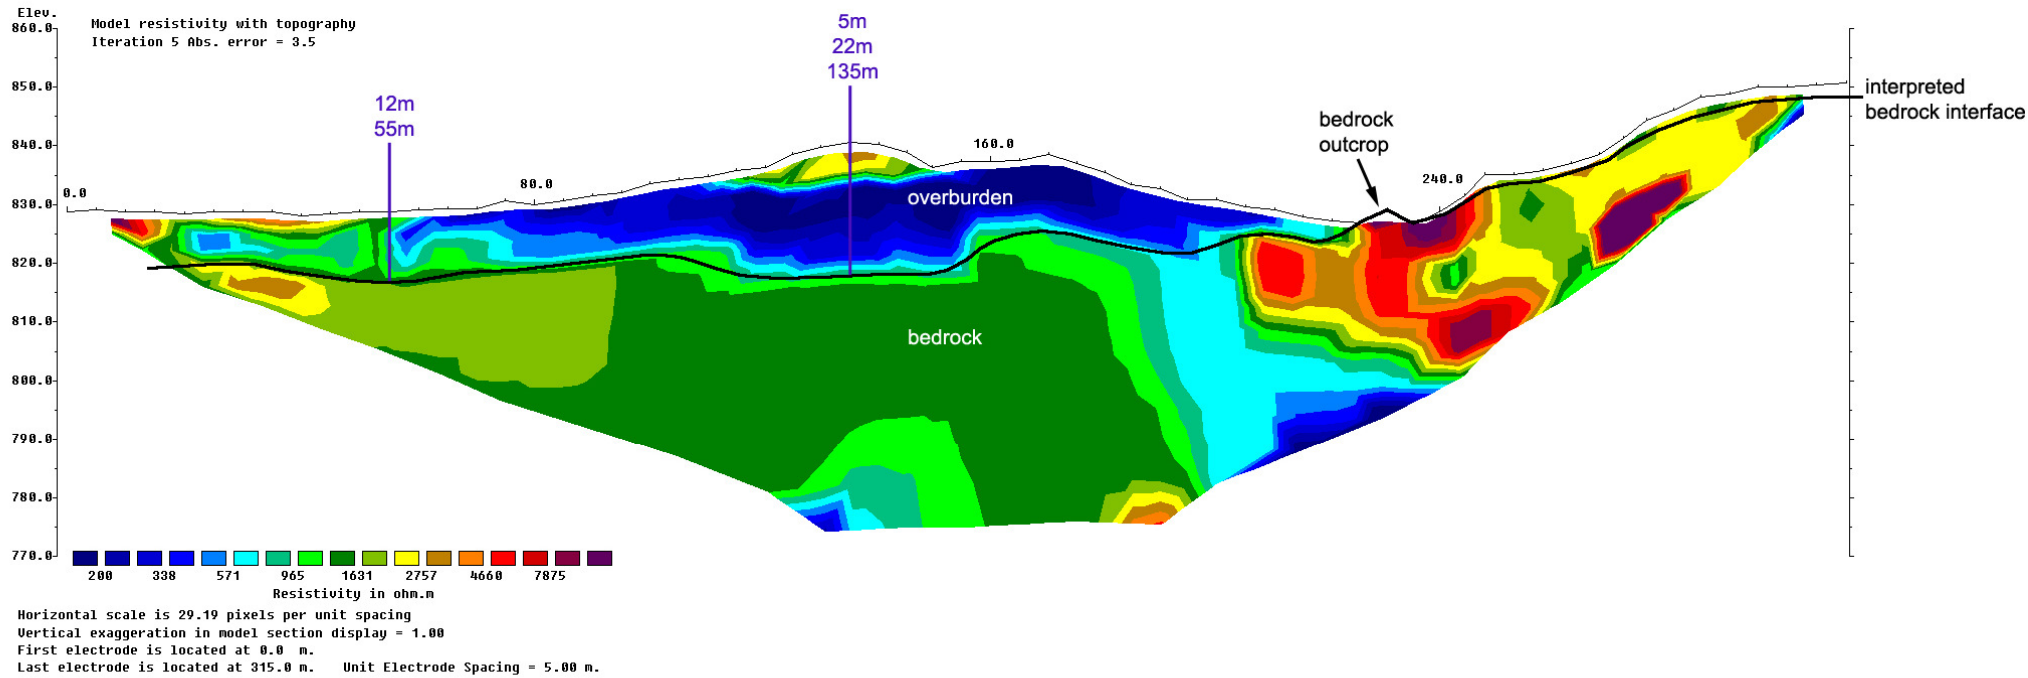 Elev.
860.0
Model resistivity with topography
Iteration 5 Abs. error = 3.5
5m
22m
135m
850.0
interpreted
bedrock interface
12m
55m
bedrock
outcrop
840.0
160.0
0.0
80.0
240.0
830.0
overburden
820.0
810.0
bedrock
800.0
790.0
780.0
770.0
200 338 571 965 1631 2757 4660 7875
Resistivity in ohm.m
Horizontal scale is 29.19 pixels per unit spacing
Vertical exaggeration in model section display = 1.00
First electrode is located at 0.0 m.
Last electrode is located at 315.0 m. Unit Electrode Spacing = 5.00 m.